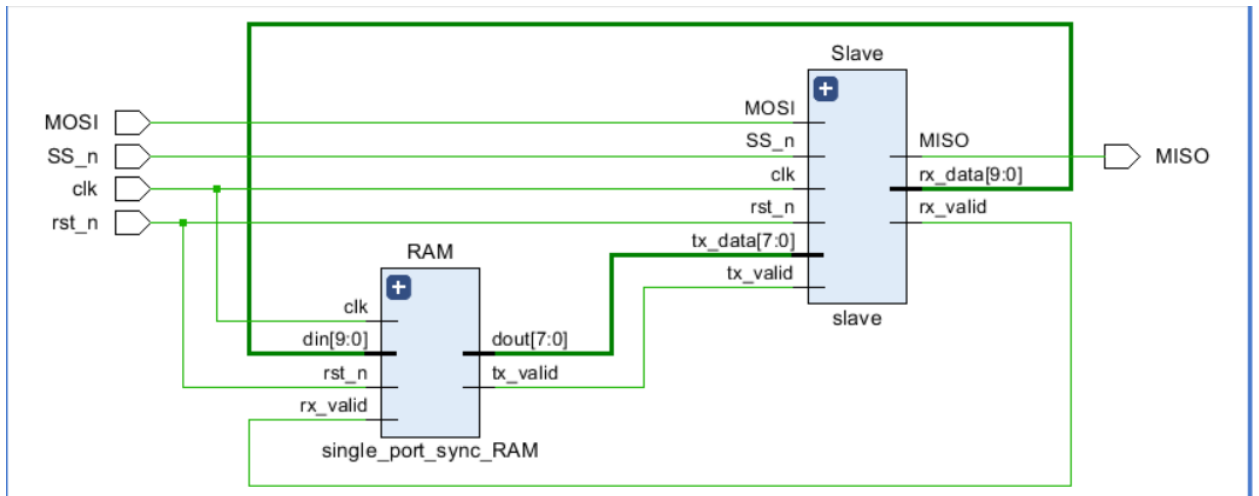 Slave
MOSI
SS_n
clk
rst_n
MOSI
SS_n
clk
rst_n
tx_data[7:0]
tx_valid
MISO
rx_data[9:0]
rx_valid
slave
MISO
RAM
clk
din[9:0]
rst_n
rx_valid
dout[7:0]
tx_valid
single_port_sync_RAM